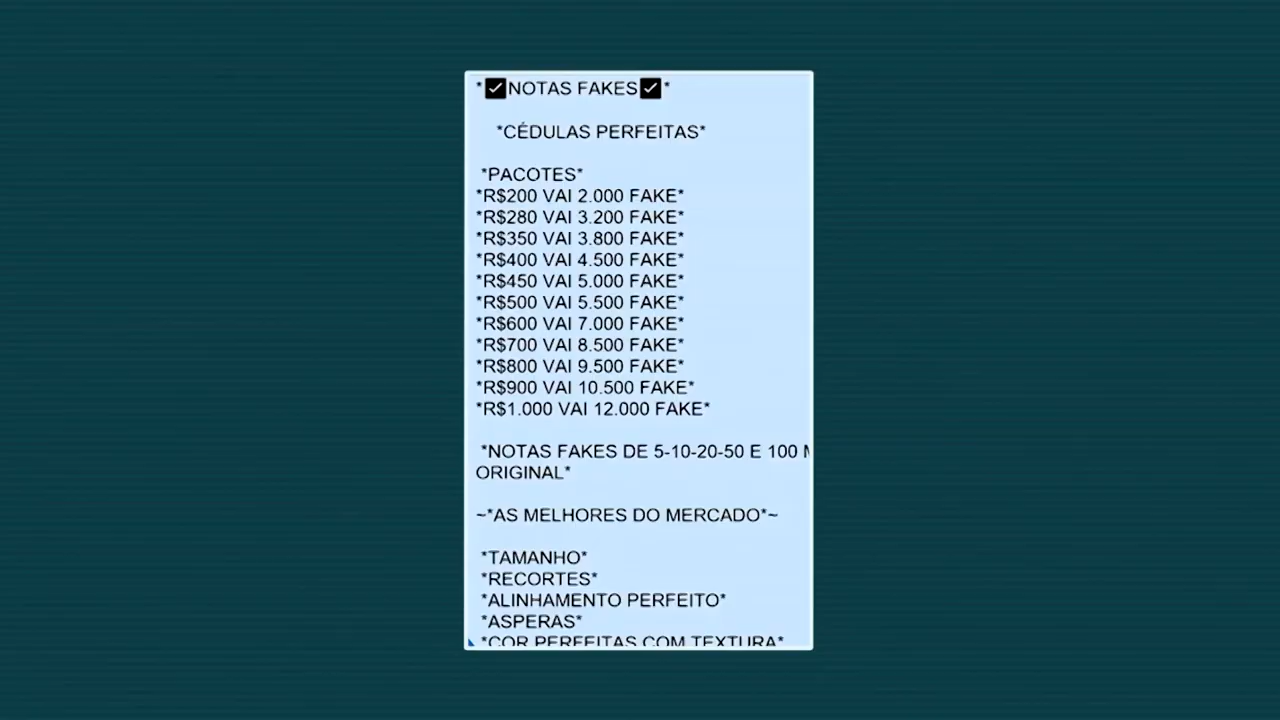 *✅NOTAS FAKES✅*
*CÉDULAS PERFEITAS*
*PACOTES*
*R$200 VAI 2.000 FAKE*
*R$280 VAI 3.200 FAKE*
*R$350 VAI 3.800 FAKE*
*R$400 VAI 4.500 FAKE*
*R$450 VAI 5.000 FAKE*
*R$500 VAI 5.500 FAKE*
*R$600 VAI 7.000 FAKE*
*R$700 VAI 8.500 FAKE*
*R$800 VAI 9.500 FAKE*
*R$900 VAI 10.500 FAKE*
*R$1.000 VAI 12.000 FAKE*
*NOTAS FAKES DE 5-10-20-50 E 100
ORIGINAL*
~*AS MELHORES DO MERCADO*~
*TAMANHO*
*RECORTES*
*ALINHAMENTO PERFEITO*
*ASPERAS*
*COR PERFEITAS COM TEXTURA*